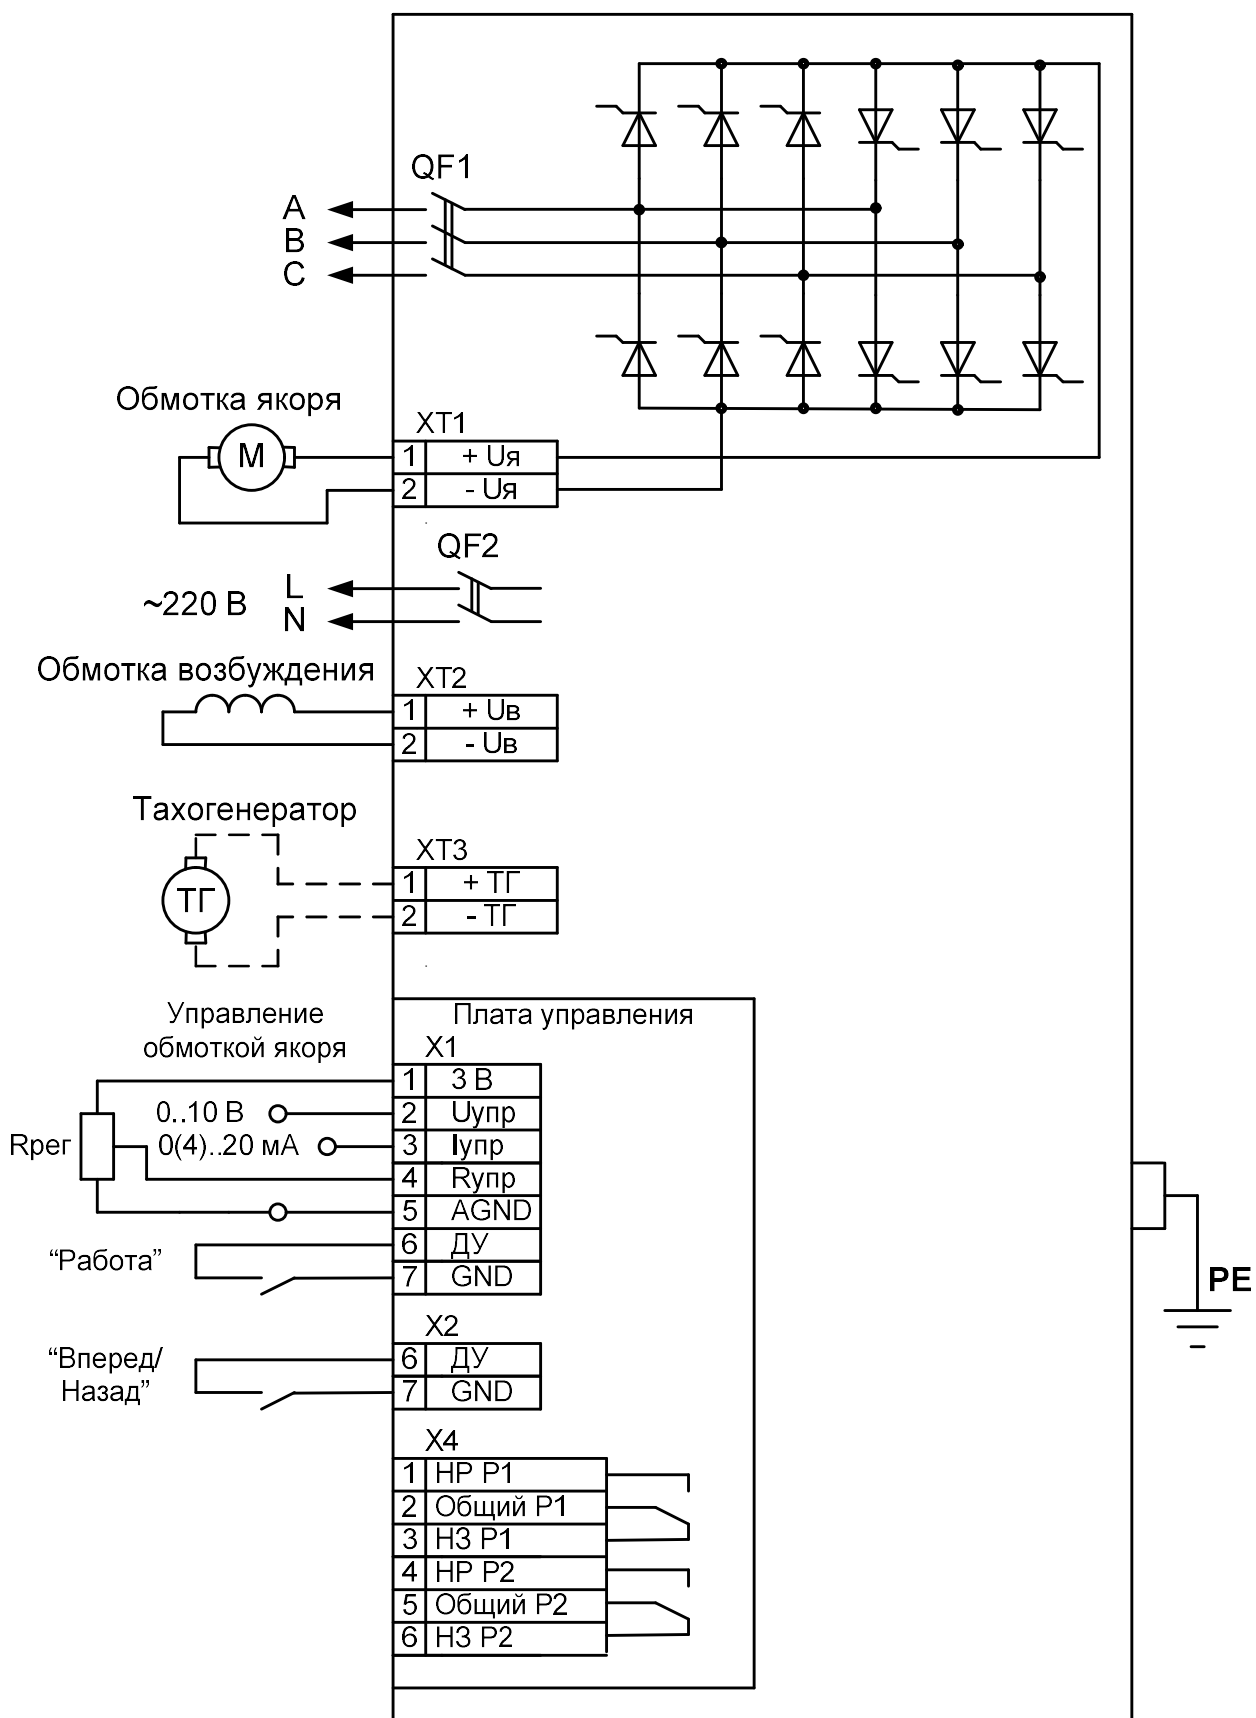 QF1
A
B
C
Обмотка якоря
XT1
M
1 + Uя
2 - Uя
QF2
~220 В
L
N
Обмотка возбуждения
XT2
1 + Uв
2 - Uв
Тахогенератор
XT3
ТГ
1 + ТГ
2 - ТГ
Управление
обмоткой якоря
Плата управления
X1
1 3 В
0..10 В 2 Uупр
Rрег 0(4)..20 мА 3 Iупр
4 Rупр
5 AGND
6 ДУ
“Работа”
7 GND
PE
X2
“Вперед/
Назад”
6 ДУ
7 GND
X4
1 НР Р1
2 Общий Р1
3 НЗ Р1
4 НР Р2
5 Общий Р2
6 НЗ Р2